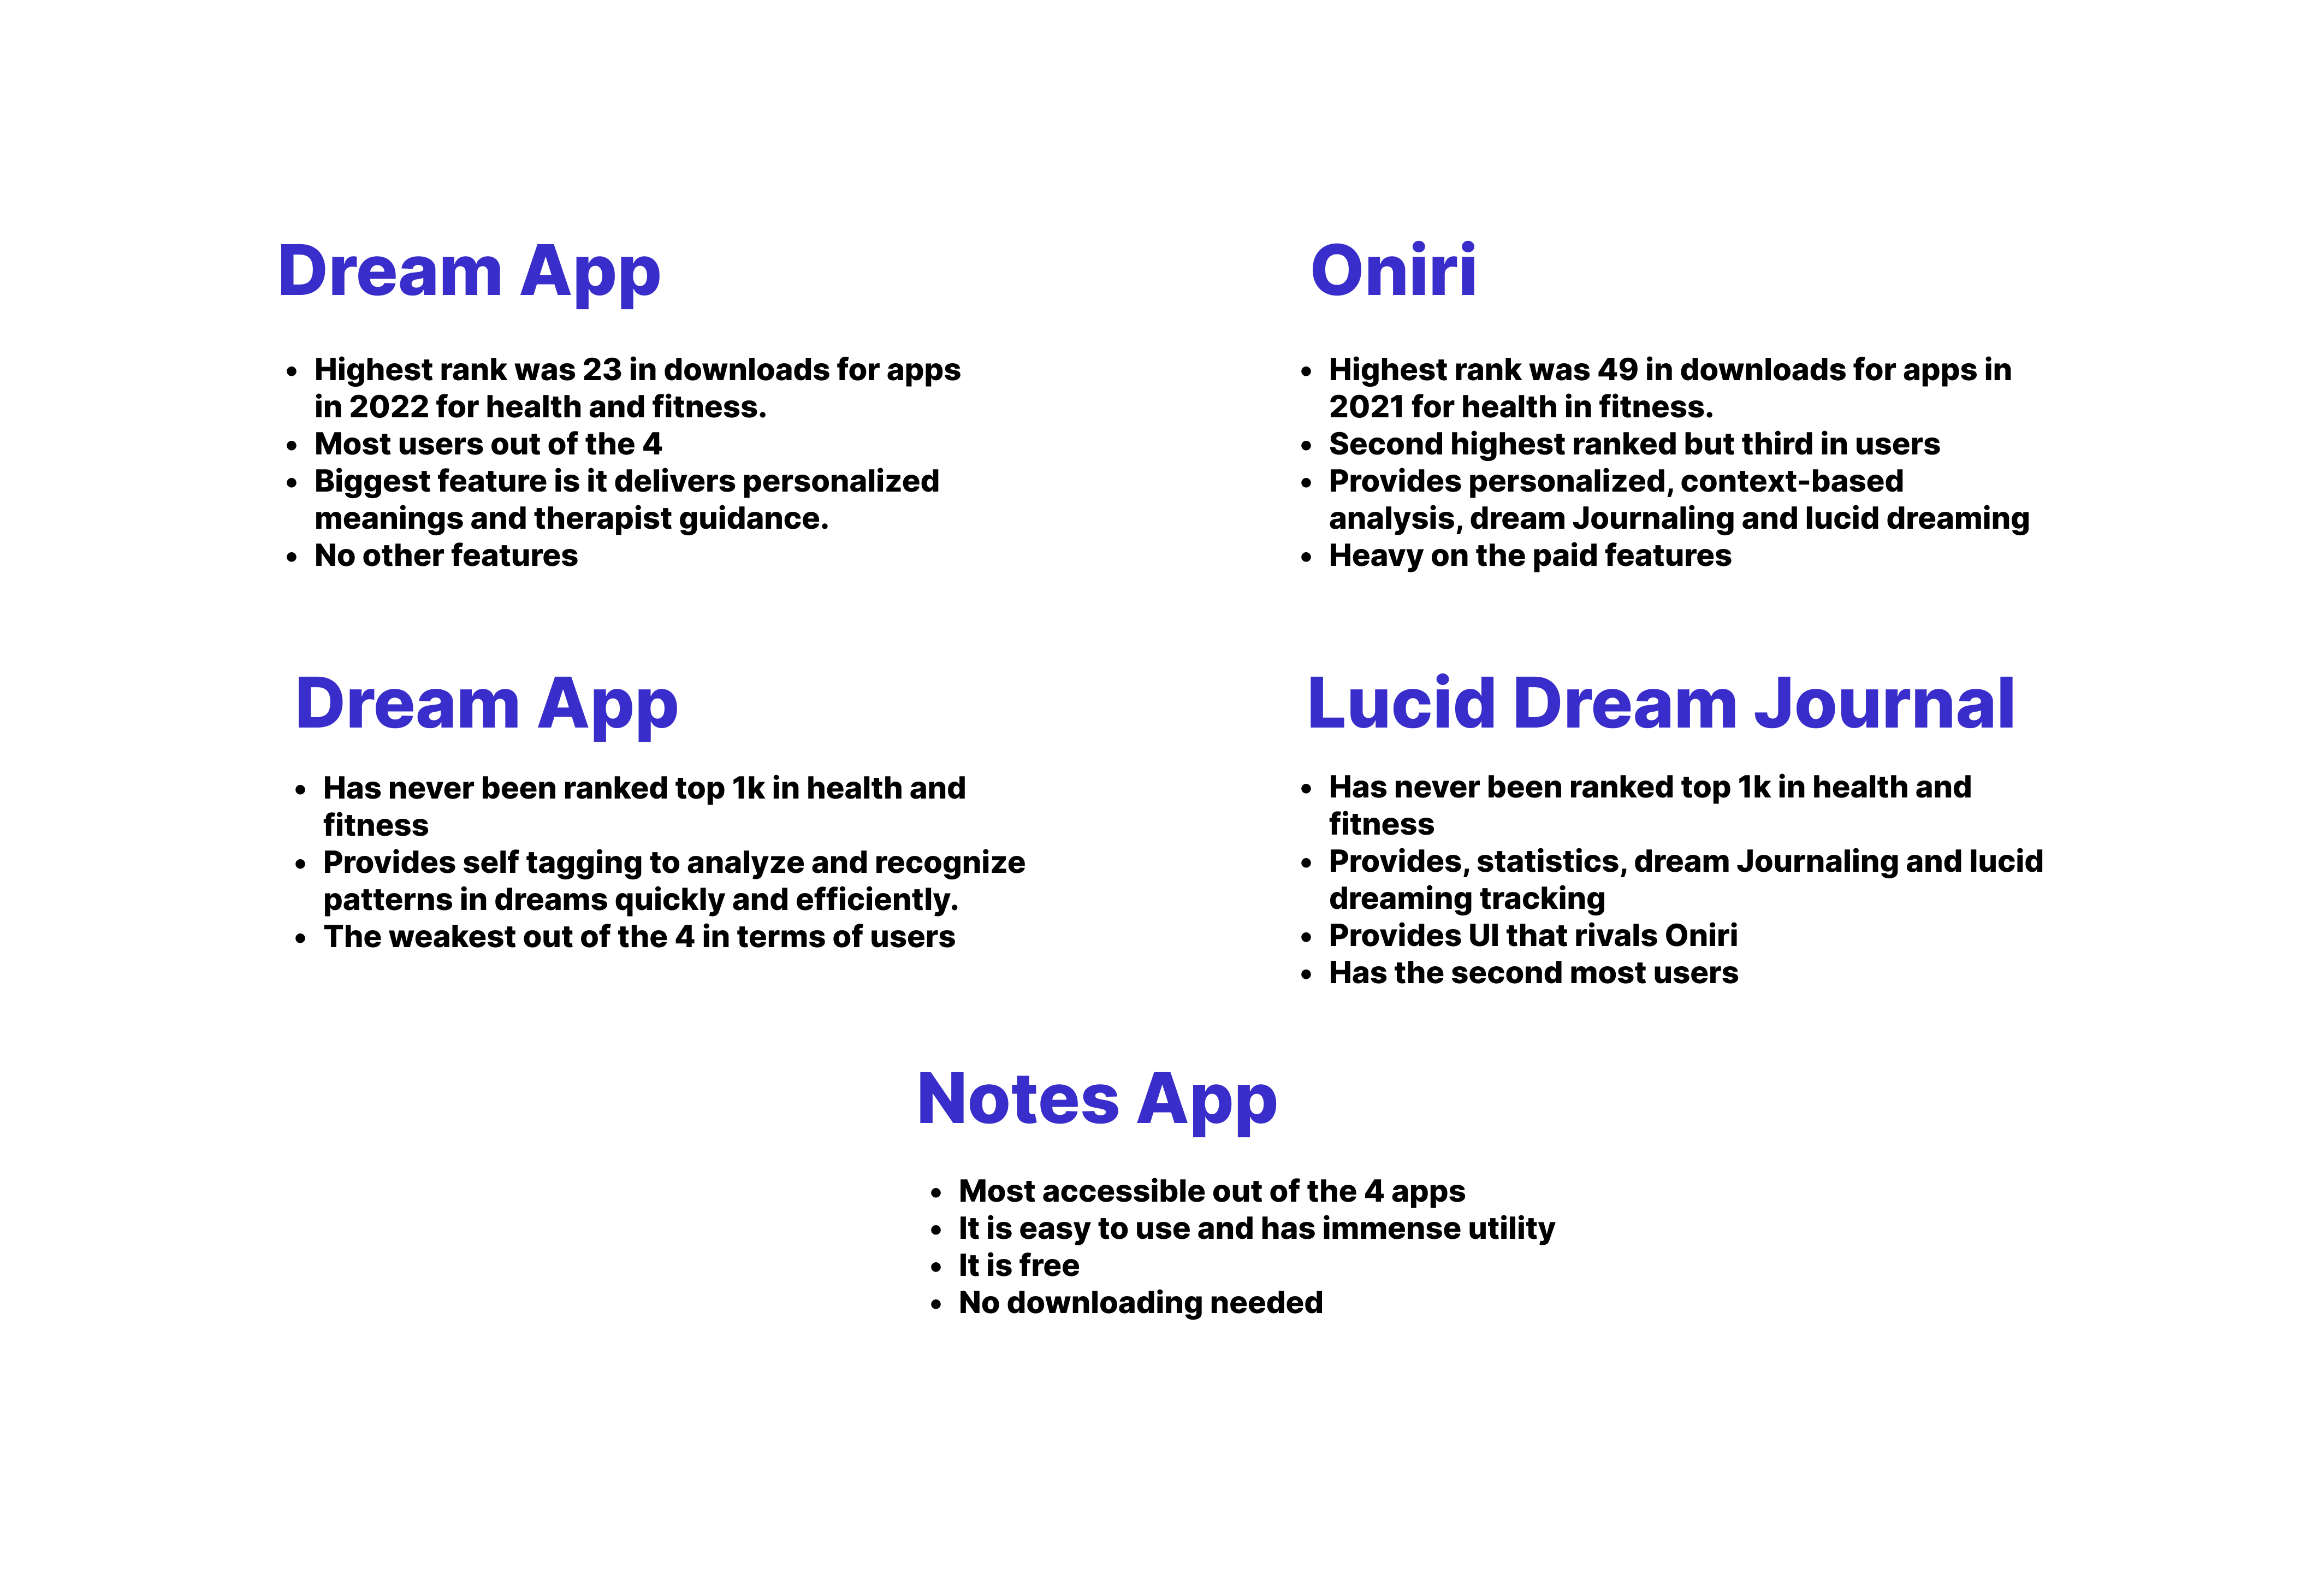 Dream App
• Highest rank was 23 in downloads for apps
in 2022 for health and fitness.
• Most users out of the 4
• Biggest feature is it delivers personalized
meanings and therapist guidance.
• No other features
Oniri
• Highest rank was 49 in downloads for apps in
2021 for health in fitness.
• Second highest ranked but third in users
• Provides personalized, context-based
analysis, dream Journaling and lucid dreaming
• Heavy on the paid features
Dream App
• Has never been ranked top 1k in health and
fitness
• Provides self tagging to analyze and recognize
patterns in dreams quickly and efficiently.
• The weakest out of the 4 in terms of users
Lucid Dream Journal
• Has never been ranked top 1k in health and
fitness
• Provides, statistics, dream Journaling and lucid
dreaming tracking
• Provides UI that rivals Oniri
• Has the second most users
Notes App
• Most accessible out of the 4 apps
• It is easy to use and has immense utility
• It is free
• No downloading needed